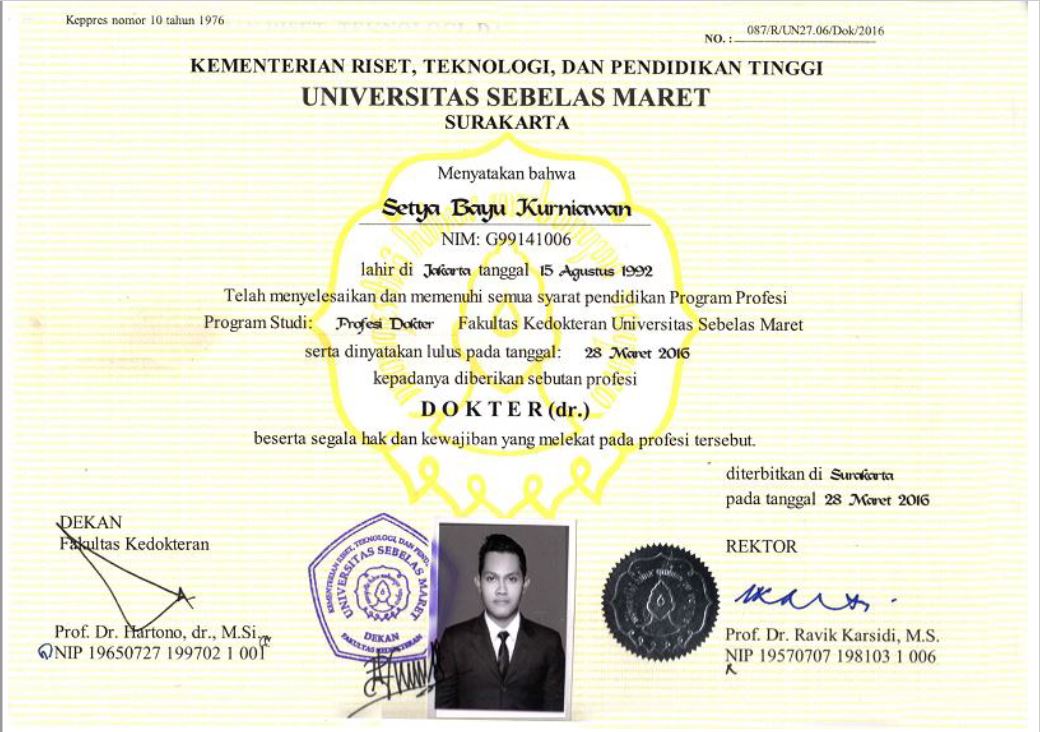 Keppres nomor 10 tahun 1976
NO. : 087/R/UN27.06/Dok/2016
KEMENTERIAN RISET, TEKNOLOGI, DAN PENDIDIKAN TINGGI
UNIVERSITAS SEBELAS MARET
SURAKARTA
Menyatakan bahwa
Setya Bayu Kurniawan
NIM: G99141006
lahir di Jakarta tanggal 15 Agustus 1992
Telah menyelesaikan dan memenuhi semua syarat pendidikan Program Profesi
Program Studi: Profesi Dokter Fakultas Kedokteran Universitas Sebelas Maret
serta dinyatakan lulus pada tanggal: 28 Maret 2016
kepadanya diberikan sebutan profesi
D O K T E R (dr.)
beserta segala hak dan kewajiban yang melekat pada profesi tersebut.
diterbitkan di Surakarta
pada tanggal 28 Maret 2016
DEKAN
Fakultas Kedokteran
Prof. Dr. Hartono, dr., M.Si.
NIP 19650727 199702 1 001
KEMENTERIAN RISET, TEKNOLOGI, DAN PEND.
UNIVERSITAS SEBELAS MARET
DEKAN
FAKULTAS KEDOKTERAN
REKTOR
Prof. Dr. Ravik Karsidi, M.S.
NIP 19570707 198103 1 006